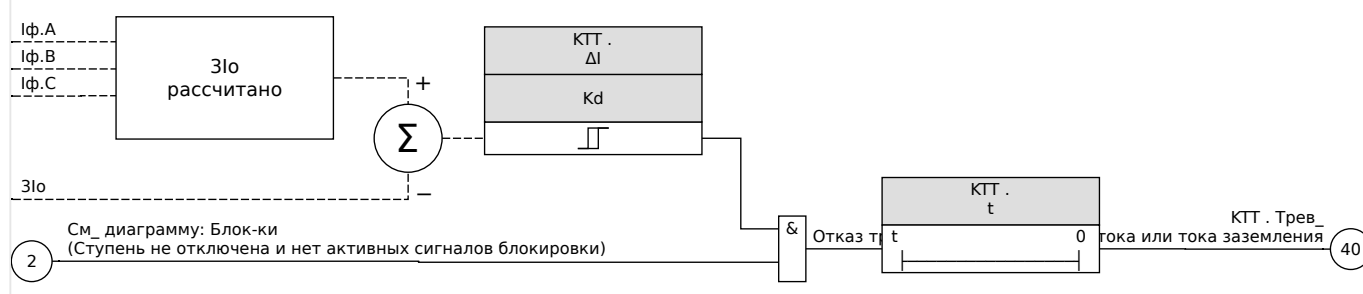 Iф.A
Iф.B
Iф.C
3Io
рассчитано
+
Σ
−
3Io
КТТ .
ΔI
Kd
См_ диаграмму: Блок-ки
(Ступень не отключена и нет активных сигналов блокировки)
2
&
Отказ
КТТ .
t
t
0
тока или тока заземления
КТТ . Трев_
40